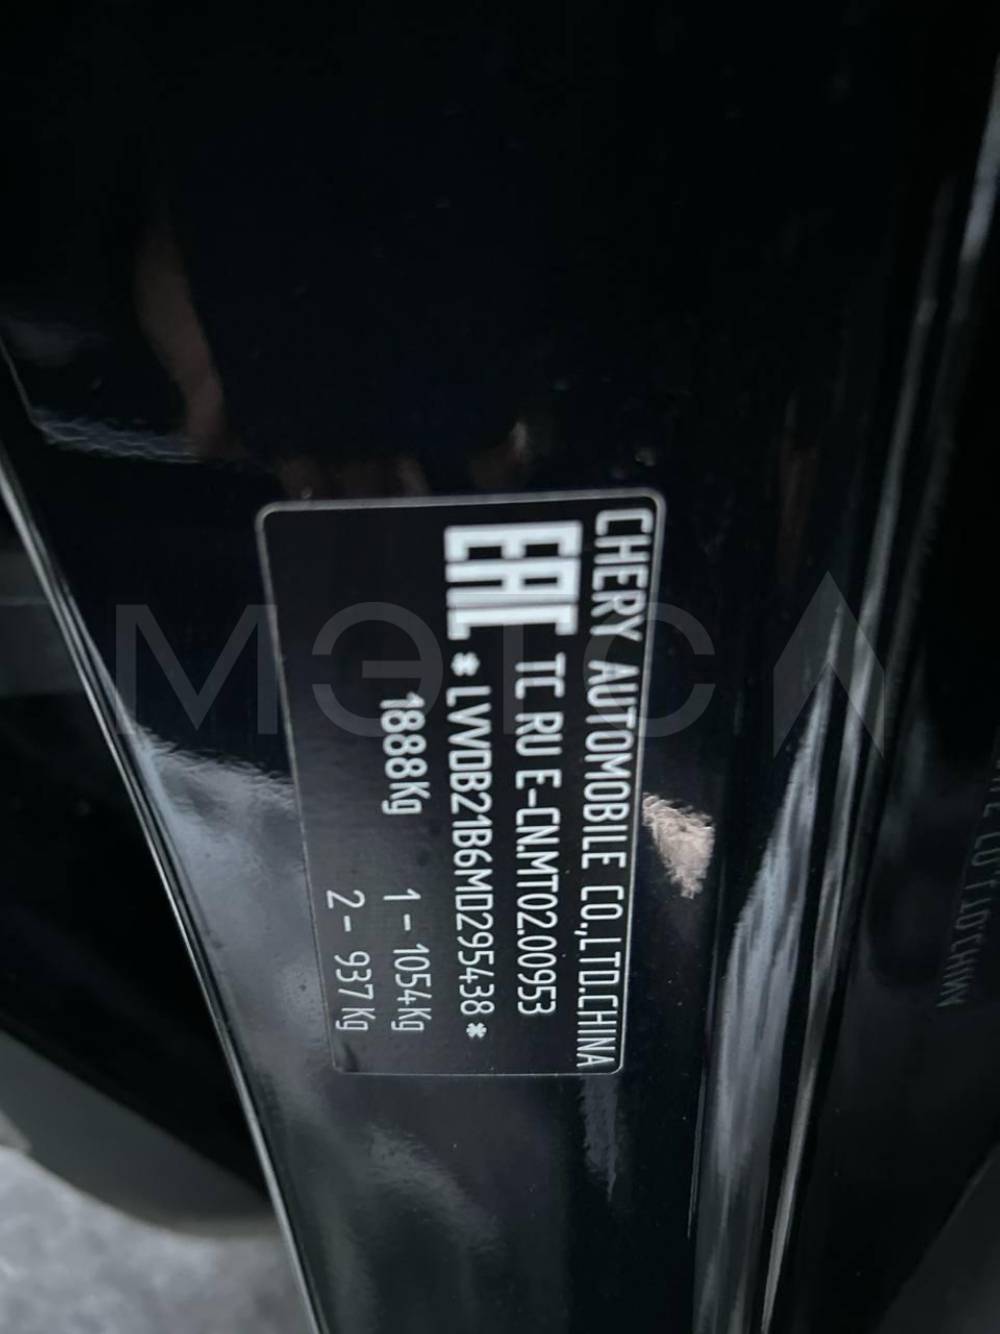 CHERY AUTOMOBILE CO.,LTD.CHINA
EAC TC RU E-CN.MT02.00953
*LVVDB21B6MD295438*
1888Kg
1 - 1054Kg
2 - 937Kg
МЭТС